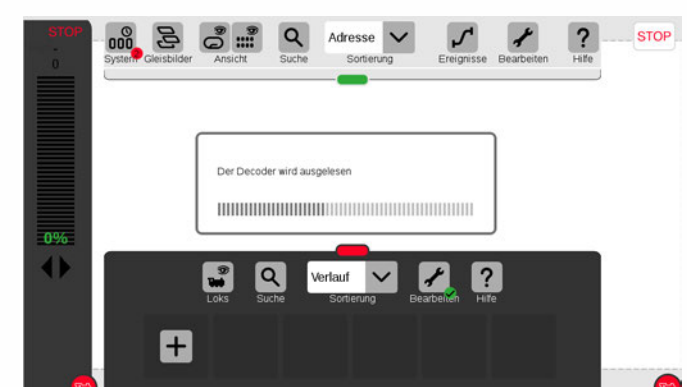 STOP
-
0
0%
Adresse
STOP
System
2
Gleisbilder
Ansicht
Suche
Sortierung
Ereignisse
Bearbeiten
Hilfe
Der Decoder wird ausgelesen
Verlauf
Loks
Suche
Sortierung
Bearbeiten
Hilfe